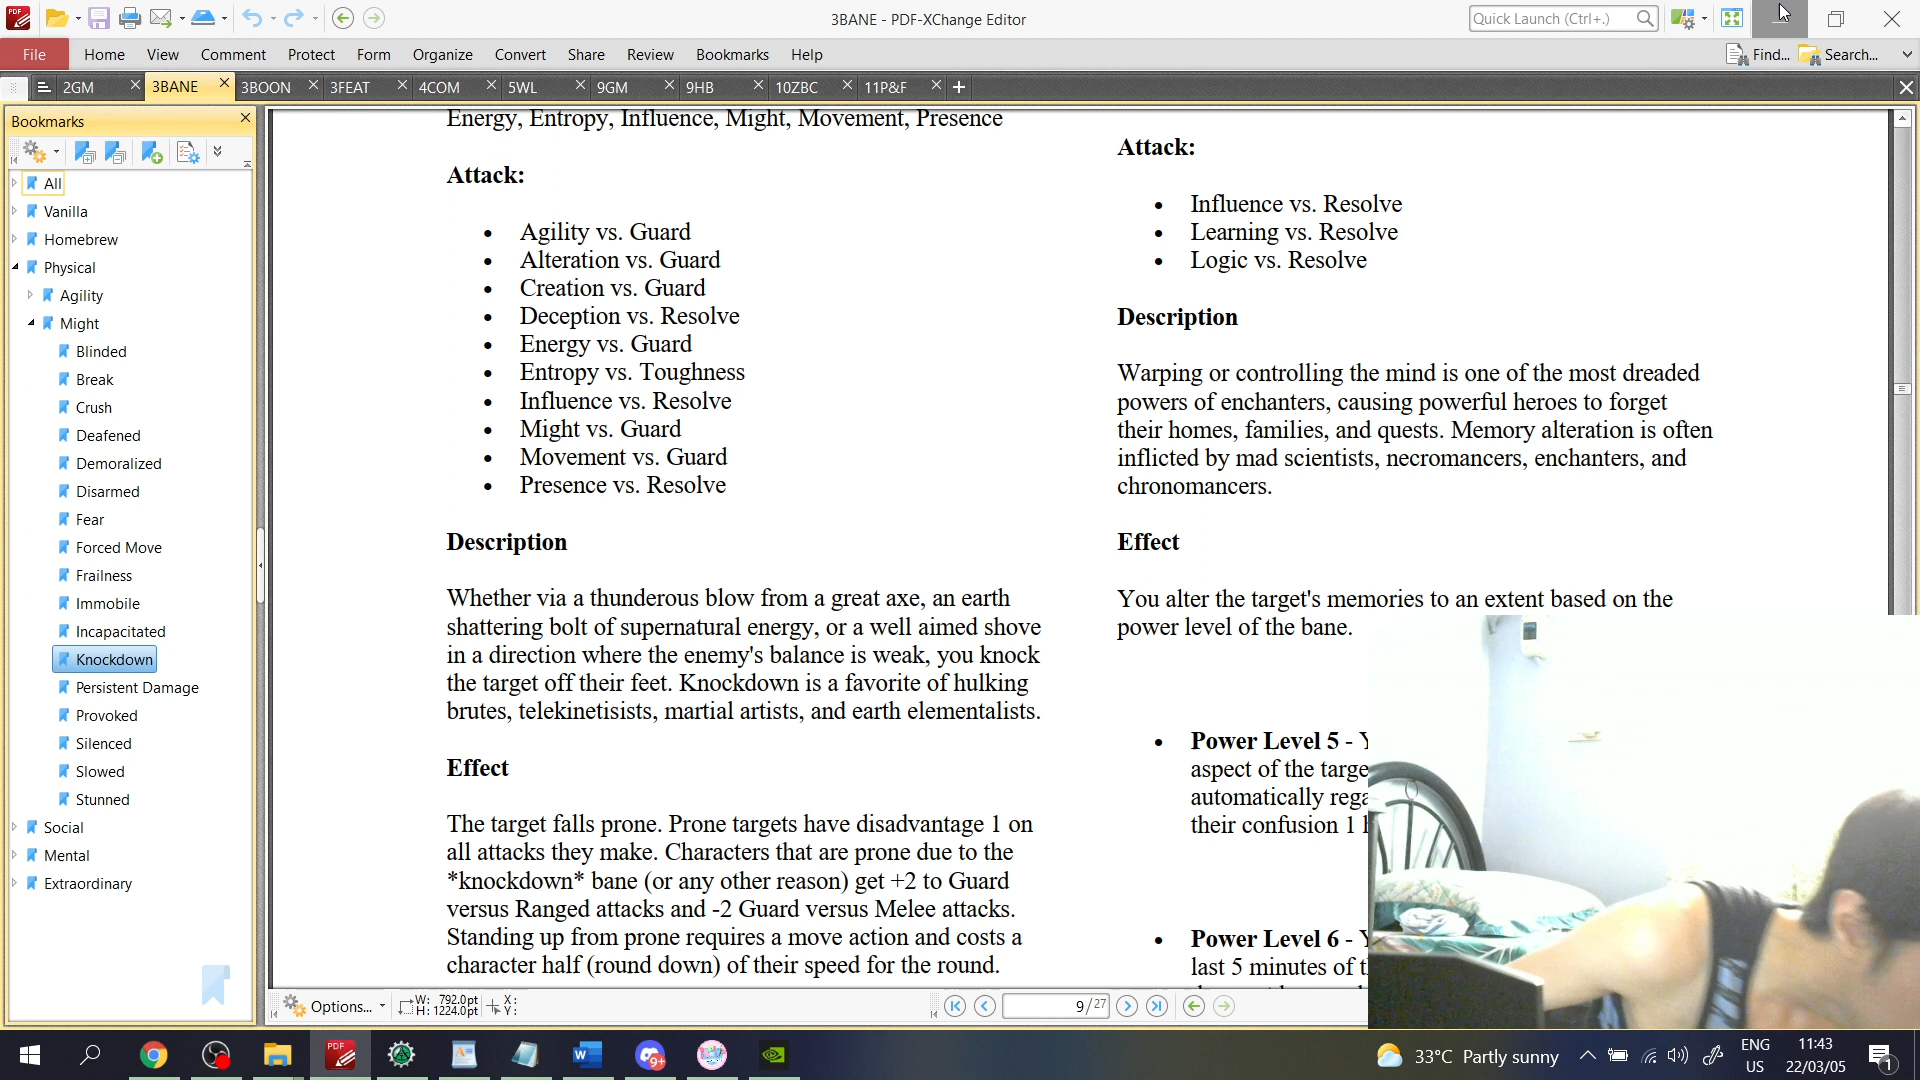 3BANE - PDF-XChange Editor
Quick Launch (Ctrl+.)
File Home View Comment Protect Form Organize Convert Share Review Bookmarks Help
Find... Search...
2GM 3BANE 3BOON 3FEAT 4COM 5WL 9GM 9HB 10ZBC 11P&F
Bookmarks
All
Vanilla
Homebrew
Physical
Agility
Might
Blinded
Break
Crush
Deafened
Demoralized
Disarmed
Fear
Forced Move
Frailness
Immobile
Incapacitated
Knockdown
Persistent Damage
Provoked
Silenced
Slowed
Stunned
Social
Mental
Extraordinary
Energy, Entropy, Influence, Might, Movement, Presence
Attack:
• Agility vs. Guard
• Alteration vs. Guard
• Creation vs. Guard
• Deception vs. Resolve
• Energy vs. Guard
• Entropy vs. Toughness
• Influence vs. Resolve
• Might vs. Guard
• Movement vs. Guard
• Presence vs. Resolve
Description
Whether via a thunderous blow from a great axe, an earth
shattering bolt of supernatural energy, or a well aimed shove
in a direction where the enemy's balance is weak, you knock
the target off their feet. Knockdown is a favorite of hulking
brutes, telekinetisists, martial artists, and earth elementalists.
Effect
The target falls prone. Prone targets have disadvantage 1 on
all attacks they make. Characters that are prone due to the
*knockdown* bane (or any other reason) get +2 to Guard
versus Ranged attacks and -2 Guard versus Melee attacks.
Standing up from prone requires a move action and costs a
character half (round down) of their speed for the round.
Attack:
• Influence vs. Resolve
• Learning vs. Resolve
• Logic vs. Resolve
Description
Warping or controlling the mind is one of the most dreaded
powers of enchanters, causing powerful heroes to forget
their homes, families, and quests. Memory alteration is often
inflicted by mad scientists, necromancers, enchanters, and
chronomancers.
Effect
You alter the target's memories to an extent based on the
power level of the bane.
• Power Level 5 -
aspect of the targe
automatically rega
their confusion 1
• Power Level 6 -
last 5 minutes of
Options...
W: 792.0pt
H: 1224.0pt
X:
Y:
9/27
PDF
9+
33°C Partly sunny
ENG
US
11:43
22/03/05
1